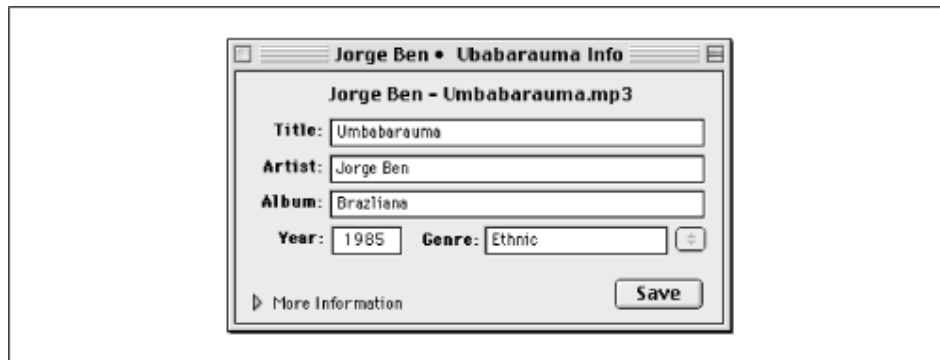 Jorge Ben • Ubabarauma Info
Jorge Ben - Umbabarauma.mp3
Title: Umbabarauma
Artist: Jorge Ben
Album: Brazliana
Year: 1985 Genre: Ethnic
More Information Save